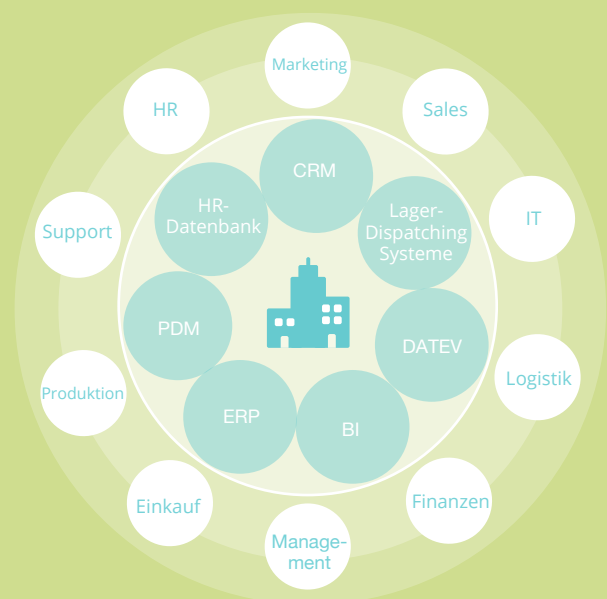 Marketing
HR
Sales
CRM
HR-
Datenbank
Lager-
Dispatching
Systeme
IT
Support
PDM
DATEV
Logistik
Produktion
ERP
BI
Einkauf
Finanzen
Manage-
ment